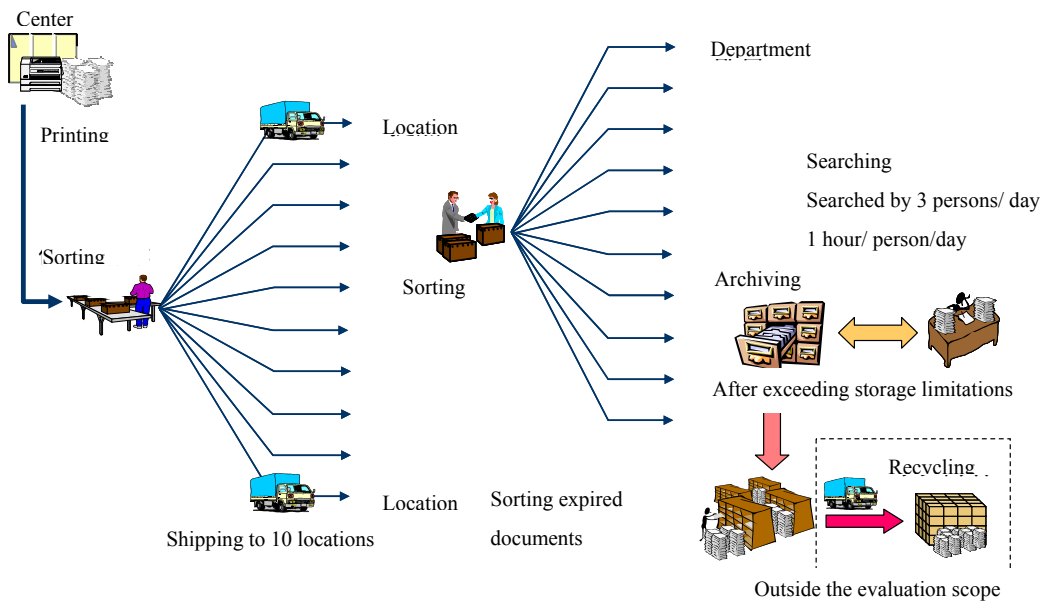 Center
Printing
Sorting
Shipping to 10 locations
Location
Location
Sorting
Sorting expired
documents
Department
Searching
Searched by 3 persons/ day
1 hour/ person/day
Archiving
After exceeding storage limitations
Recycling
Outside the evaluation scope